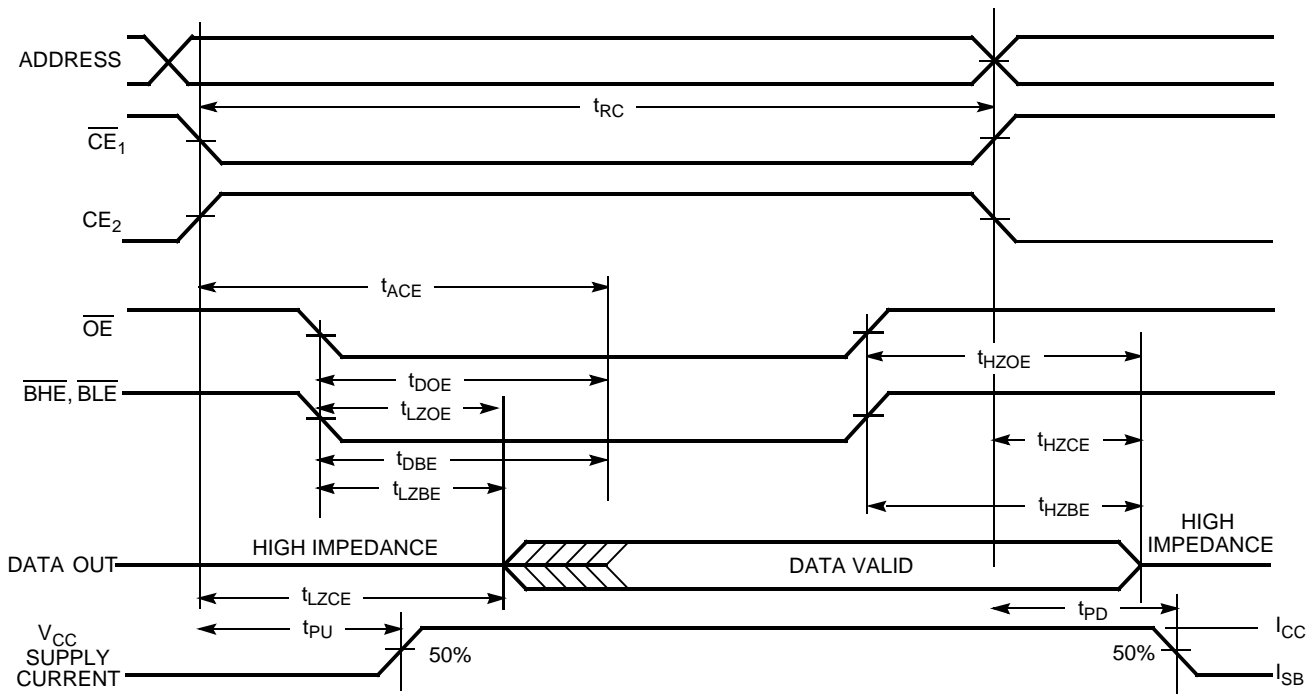 ADDRESS
tRC
CE1
CE2
tACE
OE
tHZOE
tDOE
BHE, BLE
tLZOE
tHZCE
tDBE
tLZBE
tHZBE
HIGH IMPEDANCE
HIGH
IMPEDANCE
DATA OUT
DATA VALID
tLZCE
tPD
tPU
VCC
SUPPLY
CURRENT
50%
50%
ICC
ISB